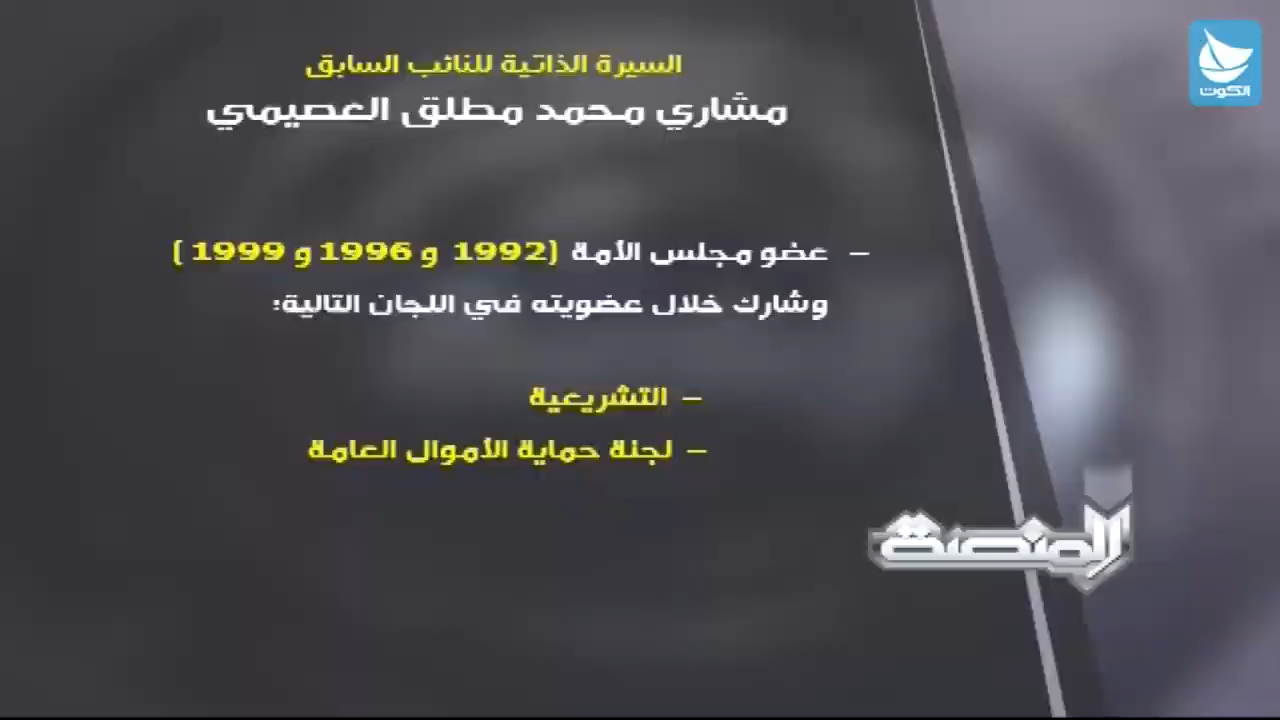 الكوت
السيرة الذاتية للنائب السابق
مشاري محمد مطلق العصيمي
- عضو مجلس الأمة (1992 و 1996 و 1999 )
وشارك خلال عضويته في اللجان التالية:
- التشريعية
- لجنة حماية الأموال العامة
المنصة